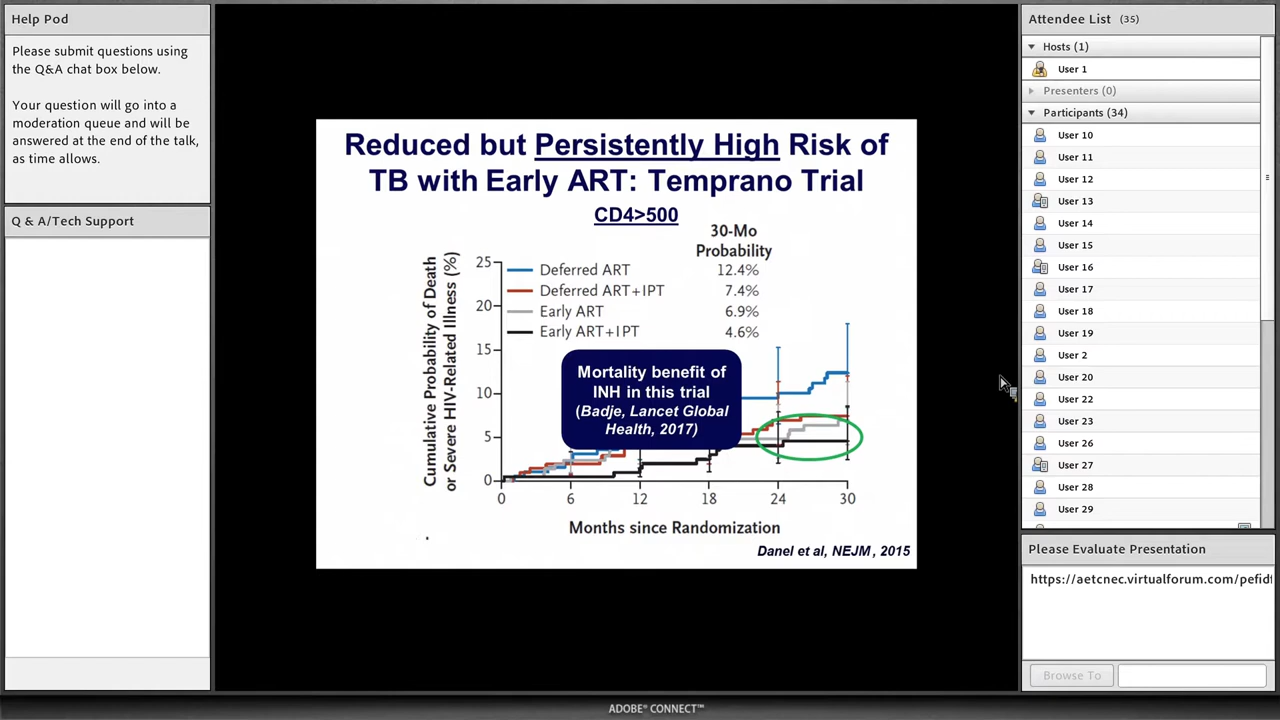 Help Pod
Please submit questions using
the Q&A chat box below.
Your question will go into a
moderation queue and will be
answered at the end of the talk,
as time allows.
Q & A/Tech Support
Reduced but Persistently High Risk of
TB with Early ART: Temprano Trial
CD4>500
30-Mo
Probability
Deferred ART 12.4%
Deferred ART+IPT 7.4%
Early ART 6.9%
Early ART+IPT 4.6%
Cumulative Probability of Death
or Severe HIV-Related Illness (%)
25
20
15
10
5
0
Mortality benefit of
INH in this trial
(Badje, Lancet Global
Health, 2017)
0 6 12 18 24 30
Months since Randomization
Danel et al, NEJM , 2015
Attendee List (35)
Hosts (1)
User 1
Presenters (0)
Participants (34)
User 10
User 11
User 12
User 13
User 14
User 15
User 16
User 17
User 18
User 19
User 2
User 20
User 22
User 23
User 26
User 27
User 28
User 29
Please Evaluate Presentation
https://aetcnec.virtualforum.com/pefidf
Browse To
ADOBE® CONNECT™